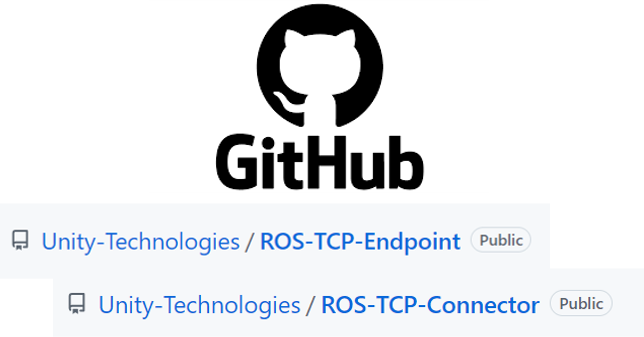 GitHub
Unity-Technologies / ROS-TCP-Endpoint Public
Unity-Technologies / ROS-TCP-Connector Public